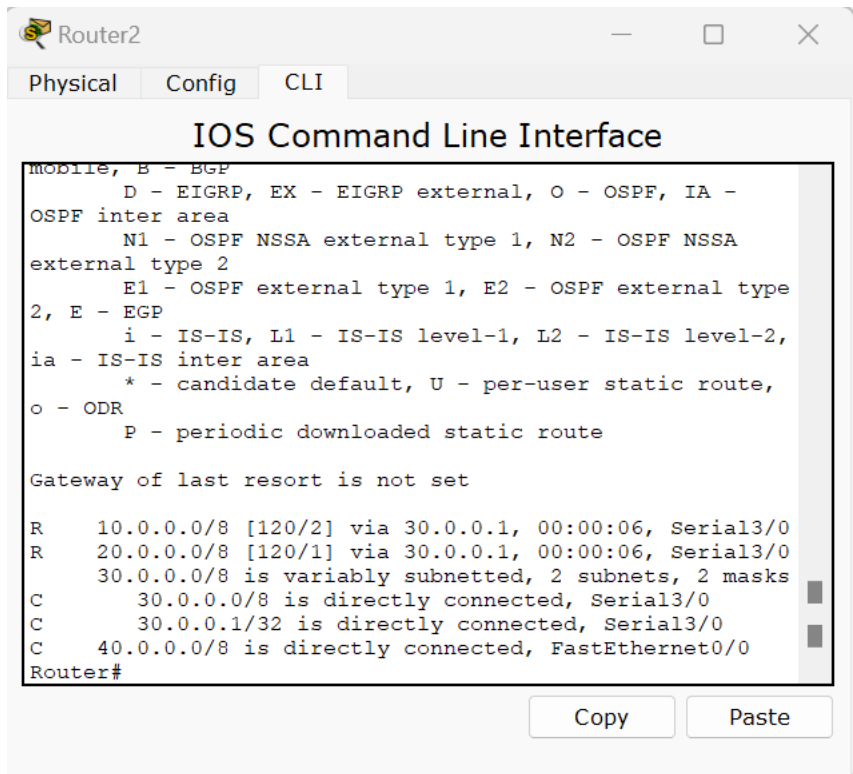 Router2
Physical Config CLI
IOS Command Line Interface
mobile, B - BGP
D - EIGRP, EX - EIGRP external, O - OSPF, IA -
OSPF inter area
N1 - OSPF NSSA external type 1, N2 - OSPF NSSA
external type 2
E1 - OSPF external type 1, E2 - OSPF external type
2, E - EGP
i - IS-IS, L1 - IS-IS level-1, L2 - IS-IS level-2,
ia - IS-IS inter area
* - candidate default, U - per-user static route,
o - ODR
P - periodic downloaded static route
Gateway of last resort is not set
R 10.0.0.0/8 [120/2] via 30.0.0.1, 00:00:06, Serial3/0
R 20.0.0.0/8 [120/1] via 30.0.0.1, 00:00:06, Serial3/0
30.0.0.0/8 is variably subnetted, 2 subnets, 2 masks
C 30.0.0.0/8 is directly connected, Serial3/0
C 30.0.0.1/32 is directly connected, Serial3/0
C 40.0.0.0/8 is directly connected, FastEthernet0/0
Router#
Copy Paste